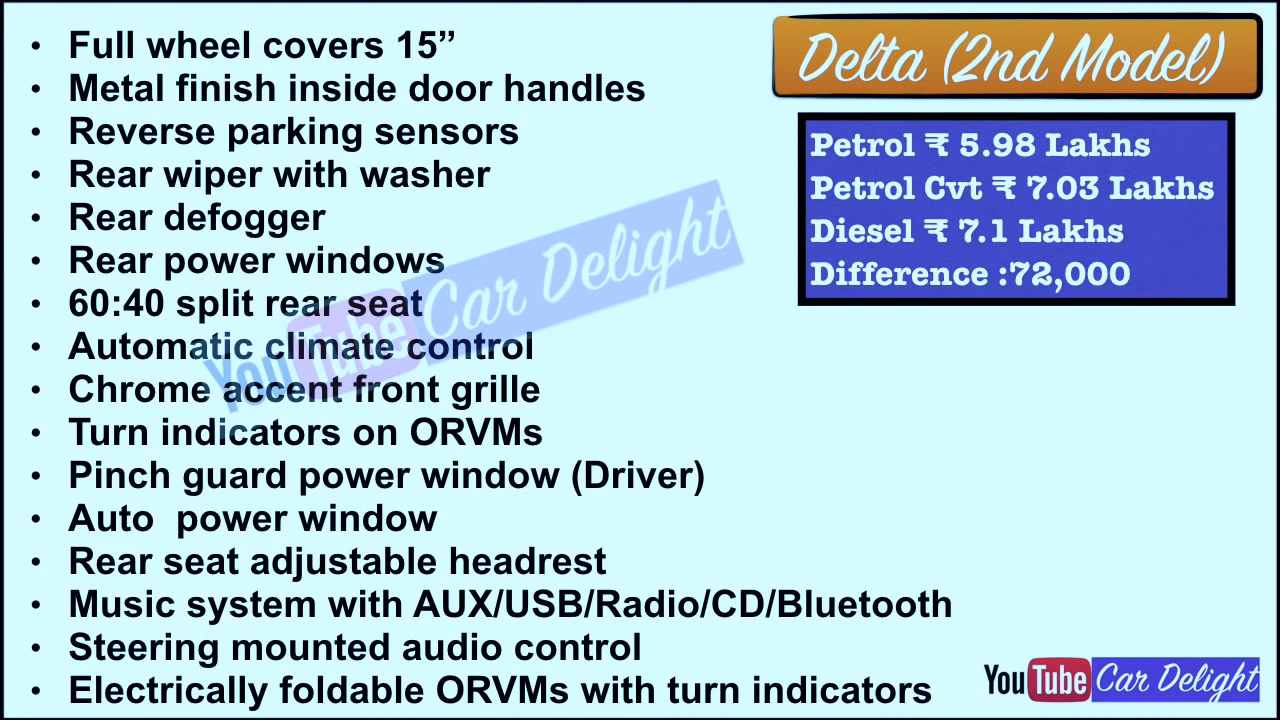 • Full wheel covers 15”
• Metal finish inside door handles
• Reverse parking sensors
• Rear wiper with washer
• Rear defogger
• Rear power windows
• 60:40 split rear seat
• Automatic climate control
• Chrome accent front grille
• Turn indicators on ORVMs
• Pinch guard power window (Driver)
• Auto  power window
• Rear seat adjustable headrest
• Music system with AUX/USB/Radio/CD/Bluetooth
• Steering mounted audio control
• Electrically foldable ORVMs with turn indicators
Delta (2nd Model)
Petrol ₹ 5.98 Lakhs
Petrol Cvt ₹ 7.03 Lakhs
Diesel ₹ 7.1 Lakhs
Difference :72,000
YouTube Car Delight
YouTube Car Delight